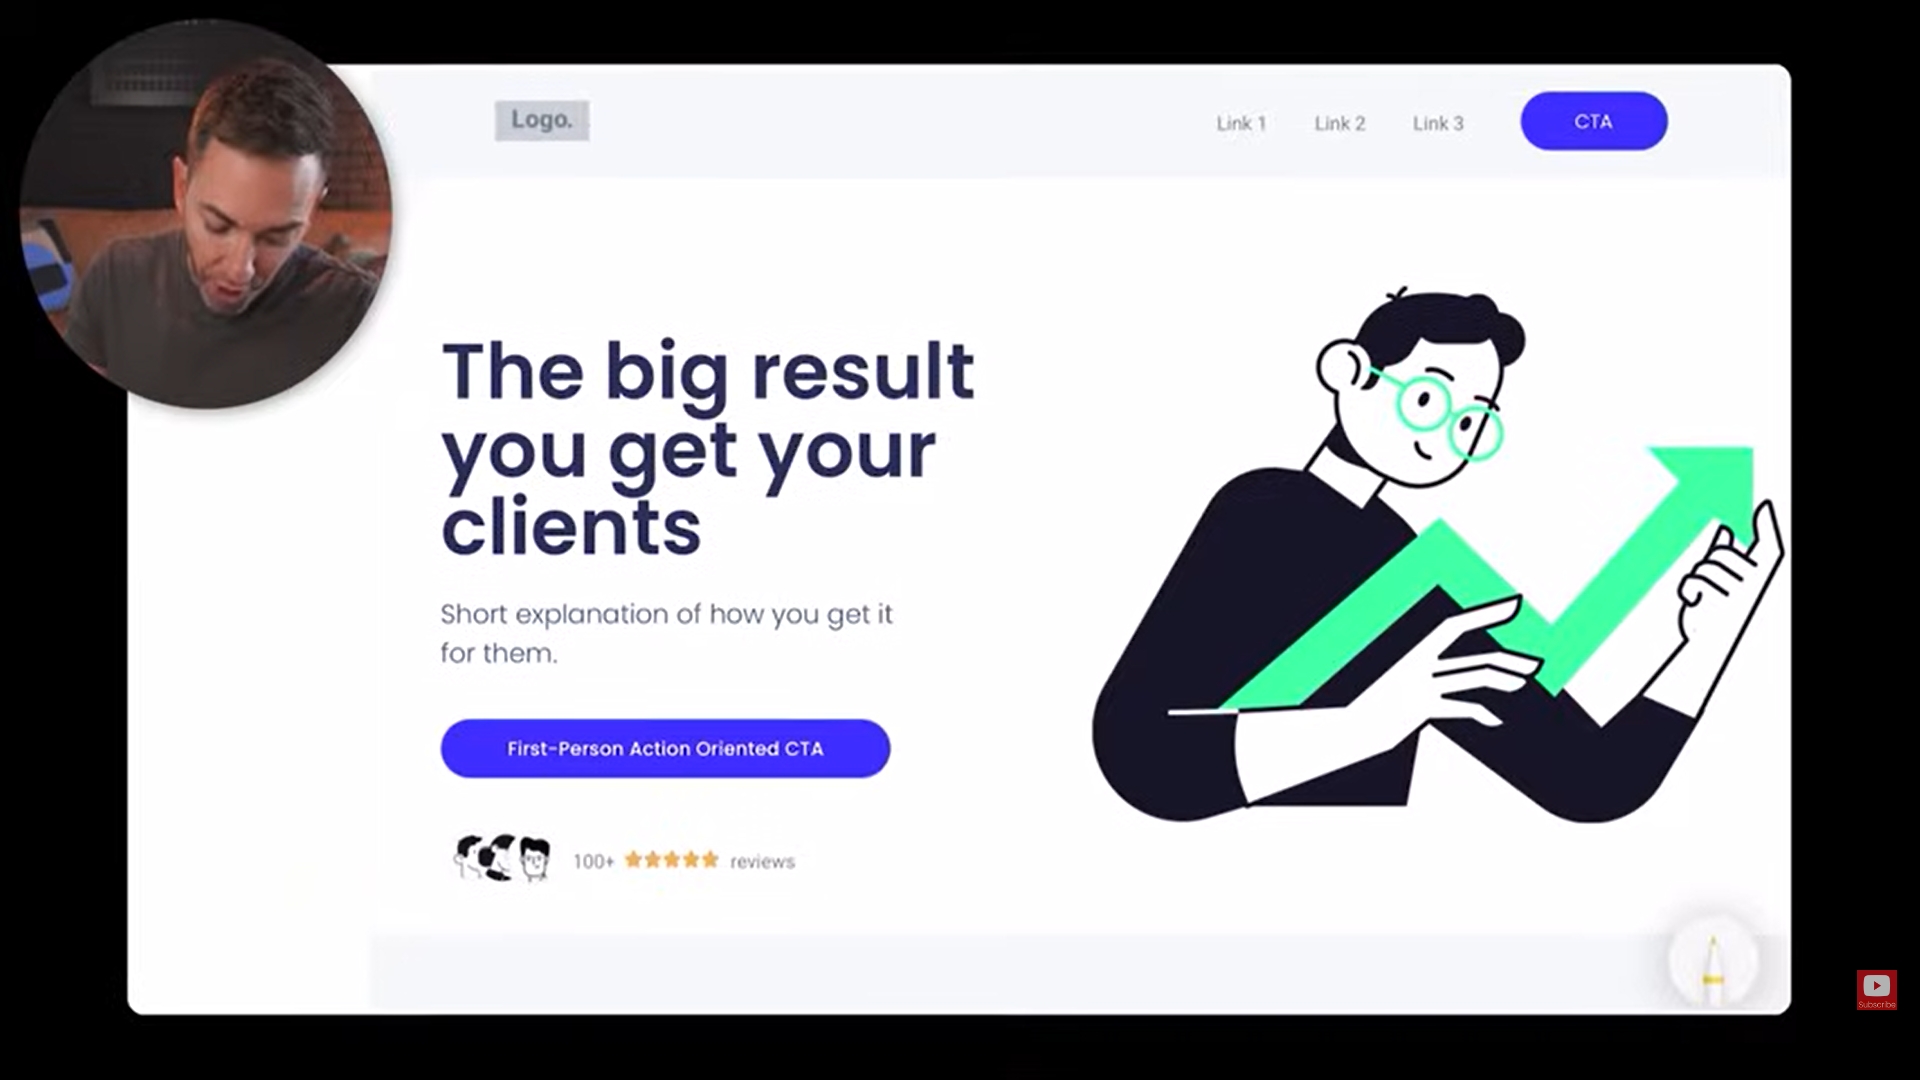 Logo.
Link 1
Link 2
Link 3
CTA
The big result
you get your
clients
Short explanation of how you get it
for them.
First-Person Action Oriented CTA
100+ reviews
Subscribe